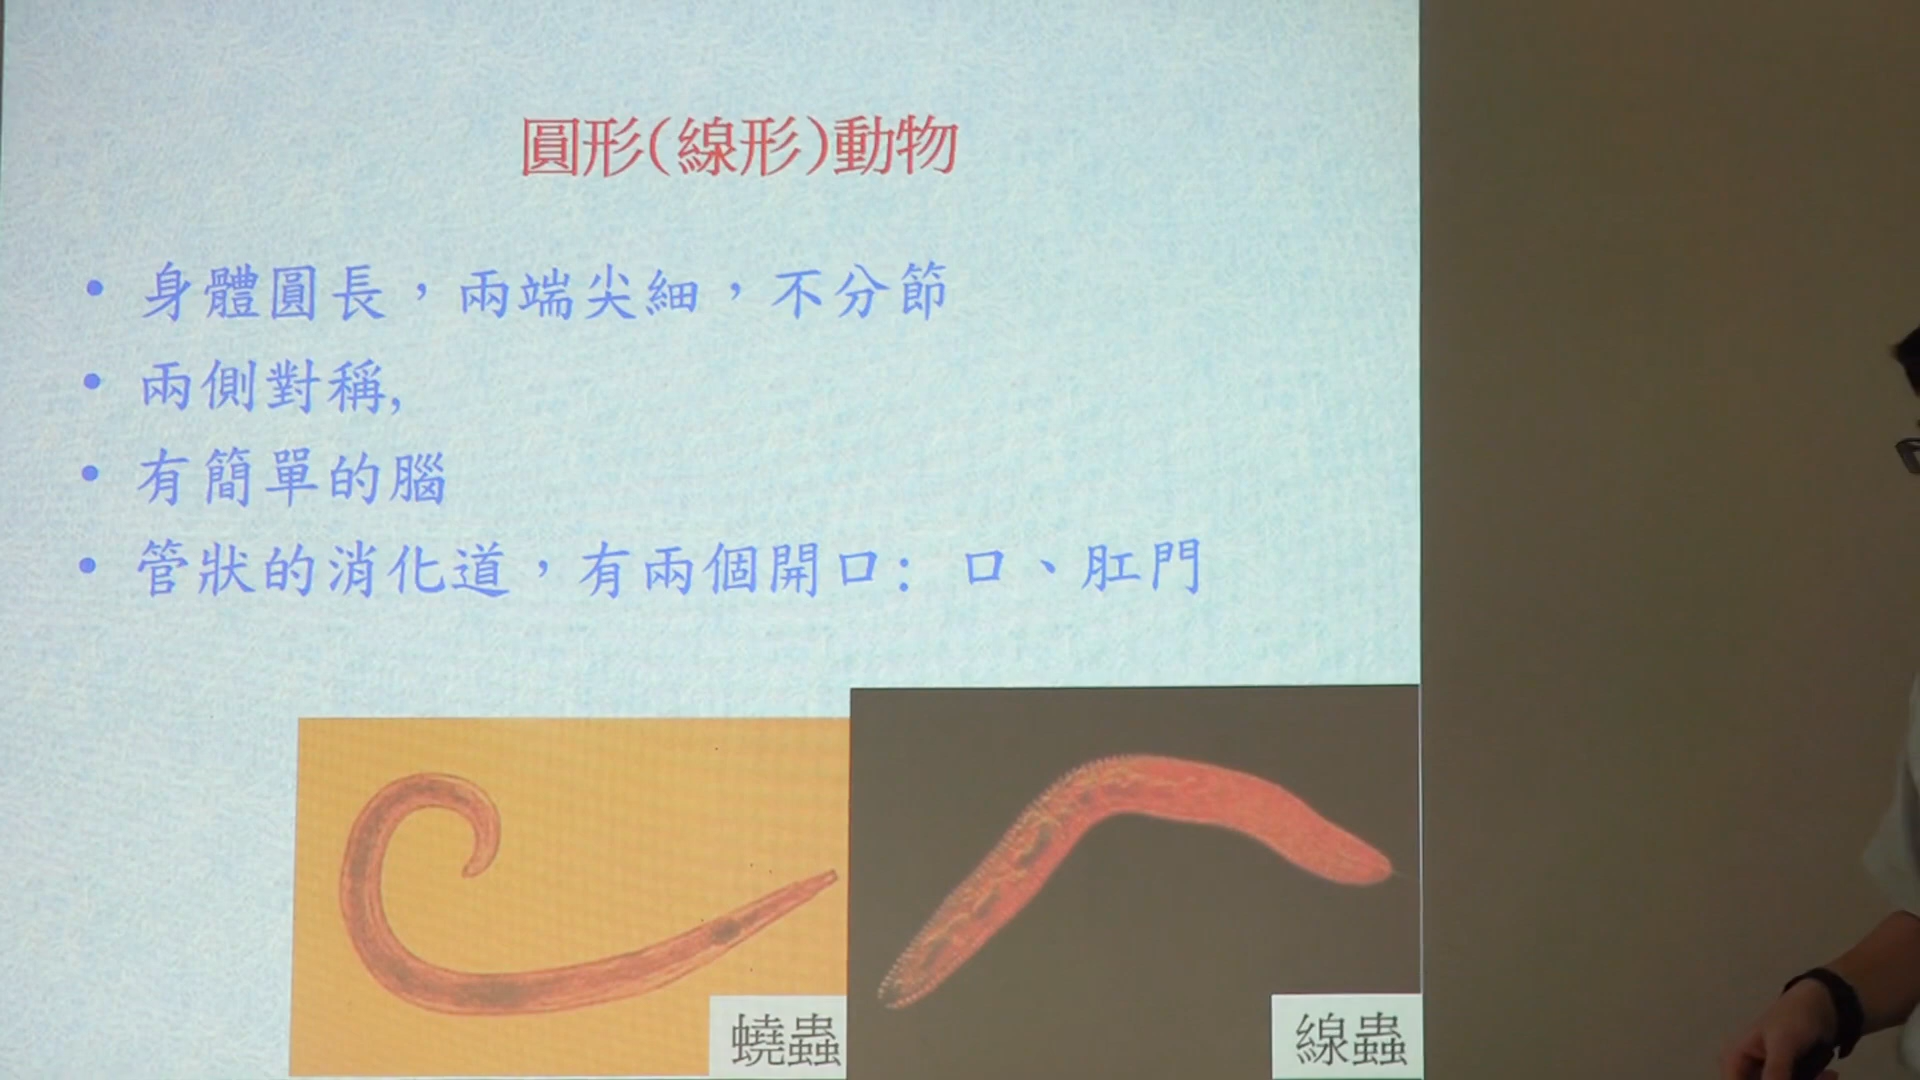 圓形(線形)動物
• 身體圓長，兩端尖細，不分節
• 兩側對稱,
• 有簡單的腦
• 管狀的消化道，有兩個開口: 口、肛門
蟯蟲
線蟲